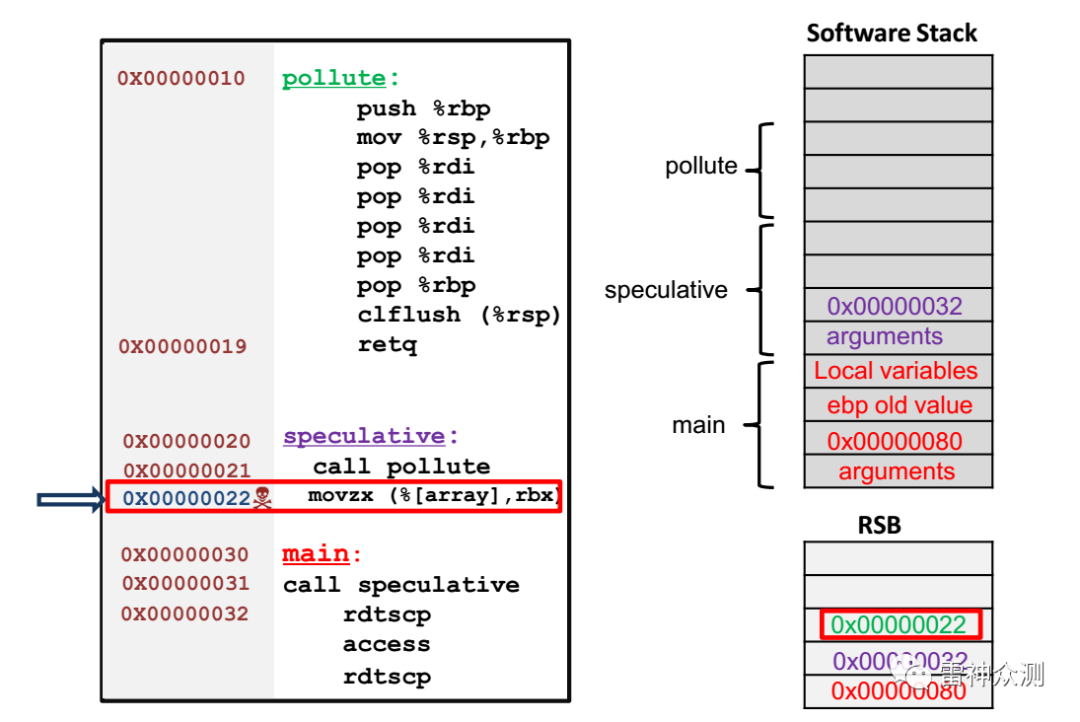 0X00000010 pollute:
push %rbp
mov %rsp,%rbp
pop %rdi
pop %rdi
pop %rdi
pop %rdi
pop %rbp
clflush (%rsp)
0X00000019 retq
0X00000020 speculative:
0X00000021 call pollute
0X00000022 movzx (%[array],rbx)
0X00000030 main:
0X00000031 call speculative
0X00000032 rdtscp
access
rdtscp
Software Stack
pollute
speculative
0x00000032
arguments
main
Local variables
ebp old value
0x00000080
arguments
RSB
0x00000022
0x00000032
0x00000080
雷神众测